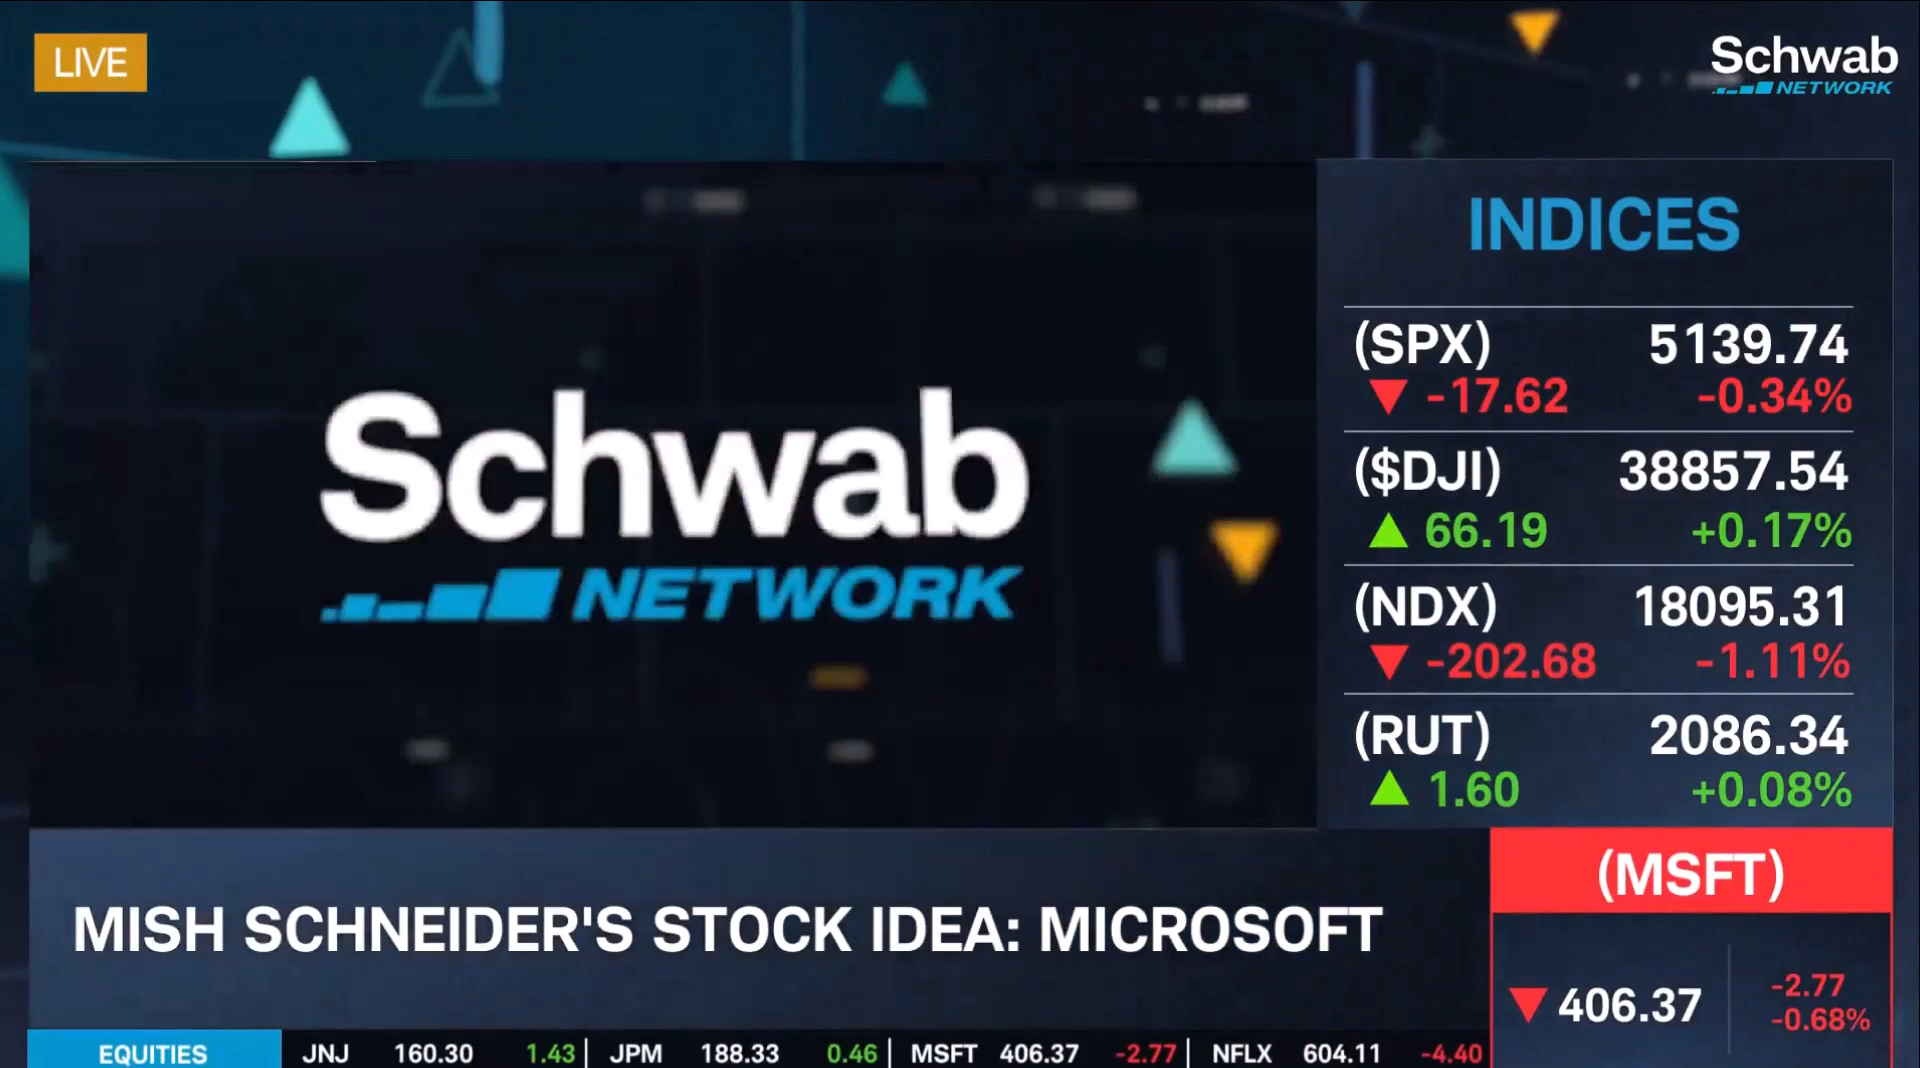 LIVE
Schwab
NETWORK
Schwab
NETWORK
INDICES
(SPX) 5139.74
▼ -17.62 -0.34%
($DJI) 38857.54
▲ 66.19 +0.17%
(NDX) 18095.31
▼ -202.68 -1.11%
(RUT) 2086.34
▲ 1.60 +0.08%
MISH SCHNEIDER'S STOCK IDEA: MICROSOFT
(MSFT)
▼ 406.37
-2.77
-0.68%
EQUITIES JNJ 160.30 1.43 | JPM 188.33 0.46 | MSFT 406.37 -2.77 | NFLX 604.11 -4.40